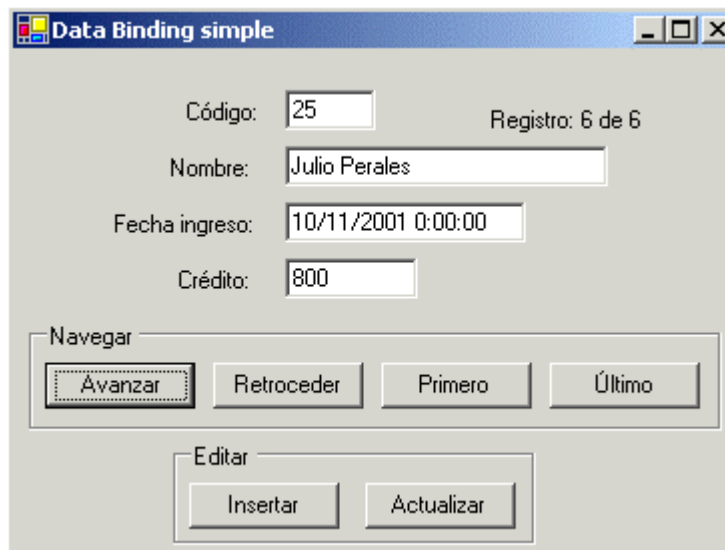 Data Binding simple
Código: 25
Registro: 6 de 6
Nombre: Julio Perales
Fecha ingreso: 10/11/2001 0:00:00
Crédito: 800
Navegar
Avanzar Retroceder Primero Último
Editar
Insertar Actualizar